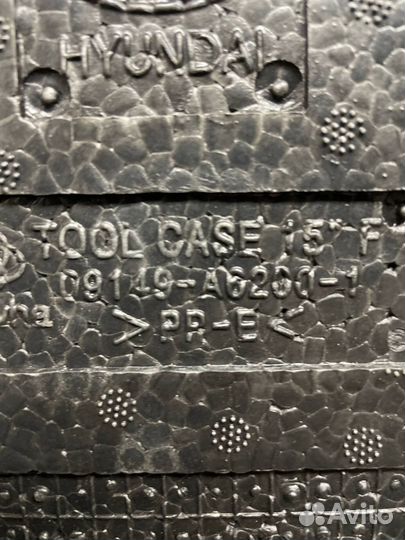 HYUNDAI
TOOL CASE 15" F
09149-A6200-1
>PP-E<
Avito